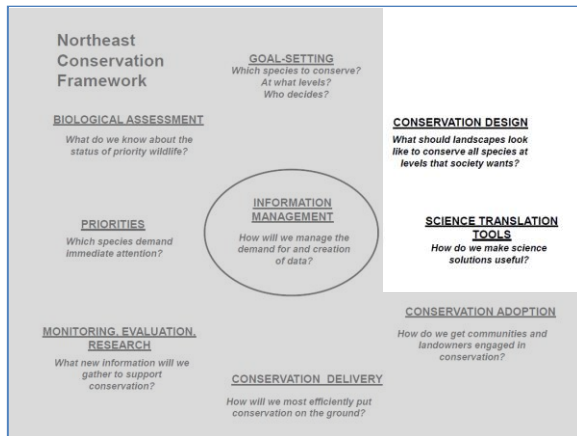 Northeast
Conservation
Framework
GOAL-SETTING
Which species to conserve?
At what levels?
Who decides?
BIOLOGICAL ASSESSMENT
What do we know about the
status of priority wildlife?
CONSERVATION DESIGN
What should landscapes look
like to conserve all species at
levels that society wants?
PRIORITIES
Which species demand
immediate attention?
INFORMATION
MANAGEMENT
How will we manage the
demand for and creation
of data?
SCIENCE TRANSLATION
TOOLS
How do we make science
solutions useful?
MONITORING, EVALUATION,
RESEARCH
What new information will we
gather to support
conservation?
CONSERVATION DELIVERY
How will we most efficiently put
conservation on the ground?
CONSERVATION ADOPTION
How do we get communities and
landowners engaged in
conservation?